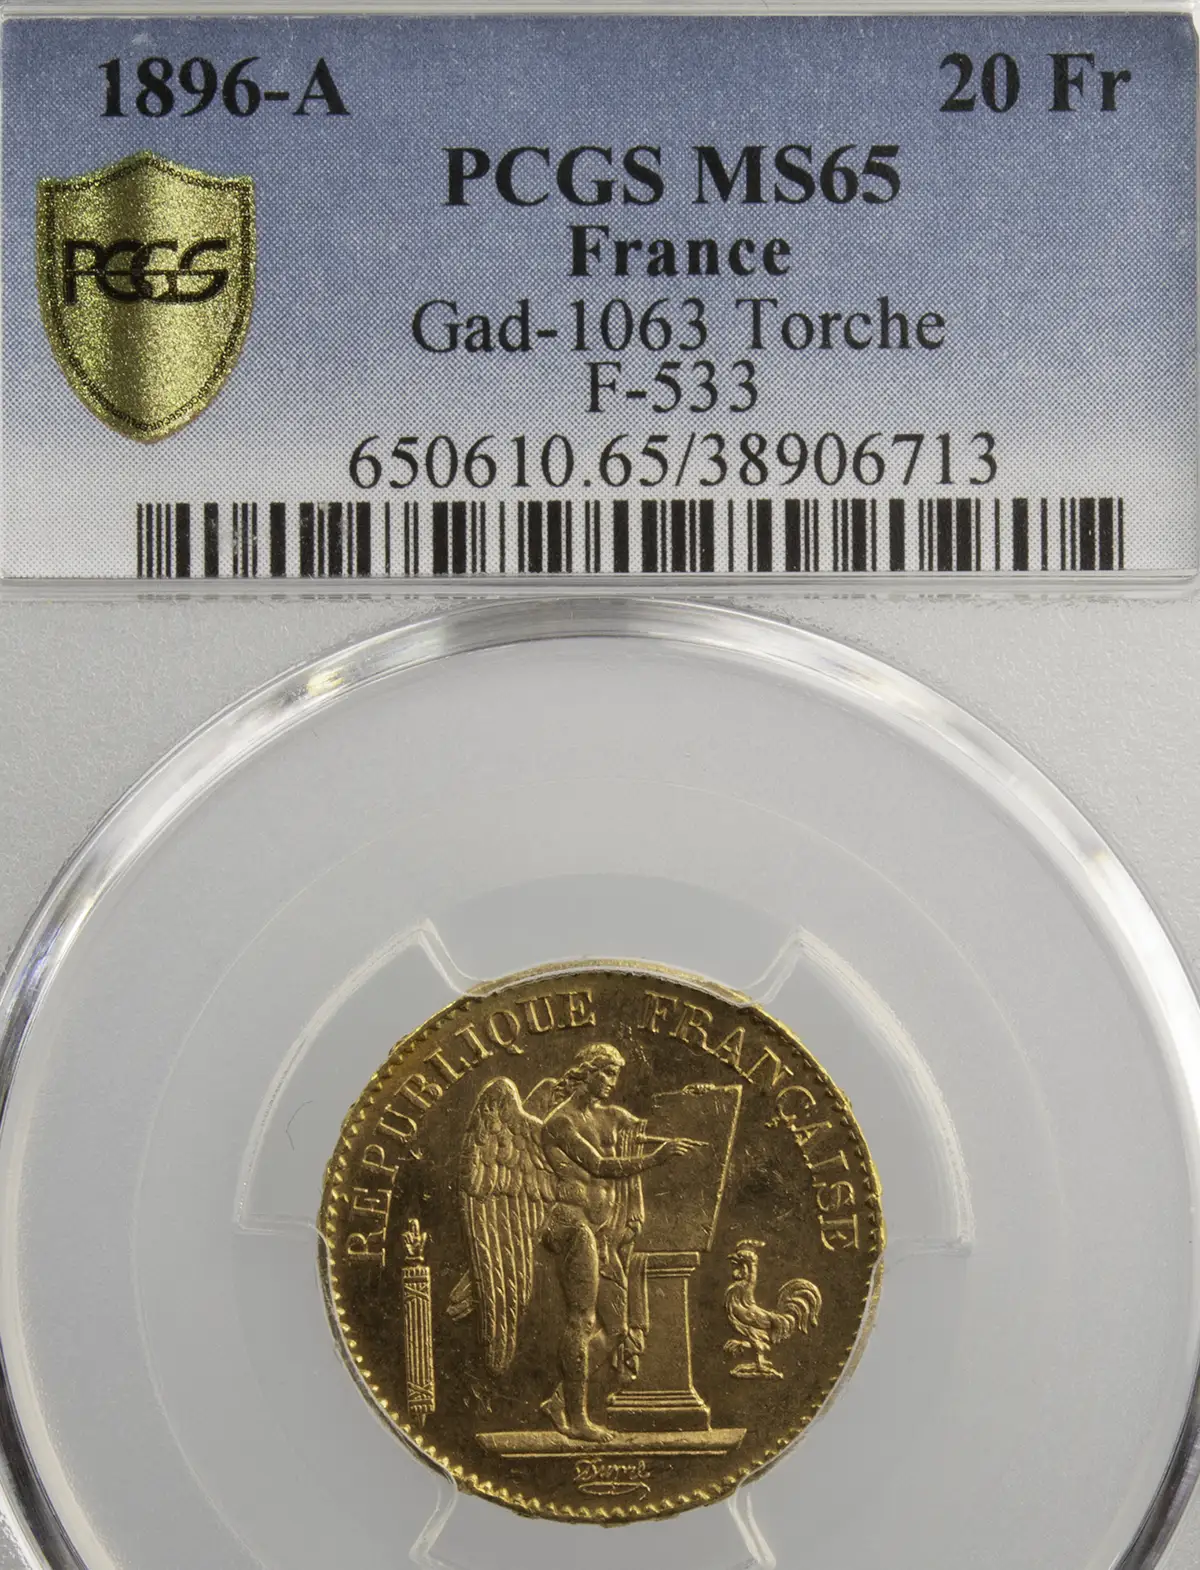 1896-A 20 Fr
PCGS MS65
PCGS
France
Gad-1063 Torche
F-533
650610.65/38906713
REPUBLIQUE FRANÇAISE
Dupré